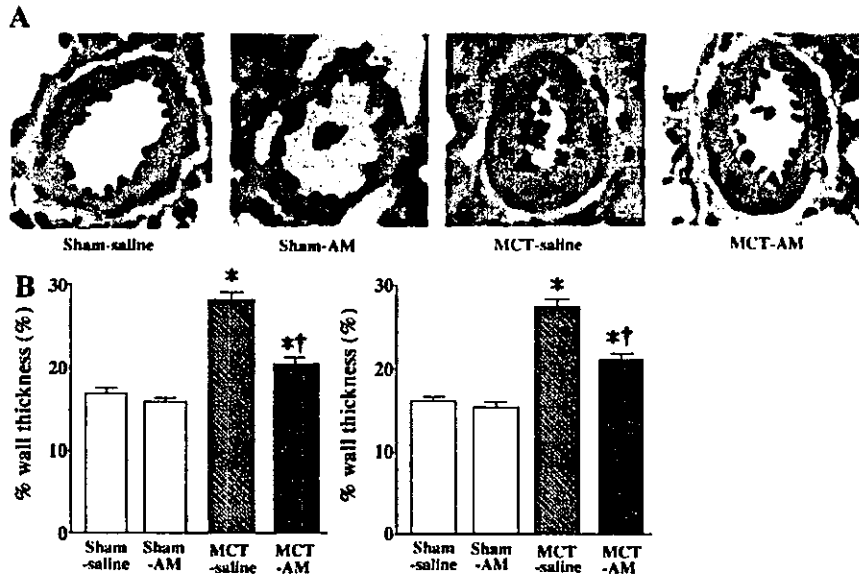 A
Sham-saline Sham-AM MCT-saline MCT-AM
B
% wall thickness (%)
30
20
10
0
*
*†
Sham -saline
Sham -AM
MCT -saline
MCT -AM
% wall thickness (%)
30
20
10
0
*
*†
Sham -saline
Sham -AM
MCT -saline
MCT -AM